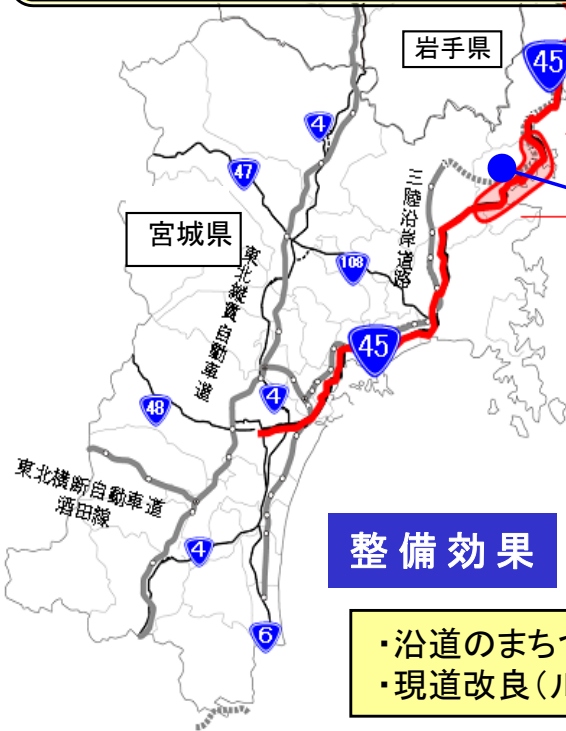 岩手県
45
4
47
宮城県
三陸沿岸道路
108
東北縦貫自動車道
45
4
48
東北横断自動車道
酒田線
4
整備効果
6
・沿道のまちづ
・現道改良（ル